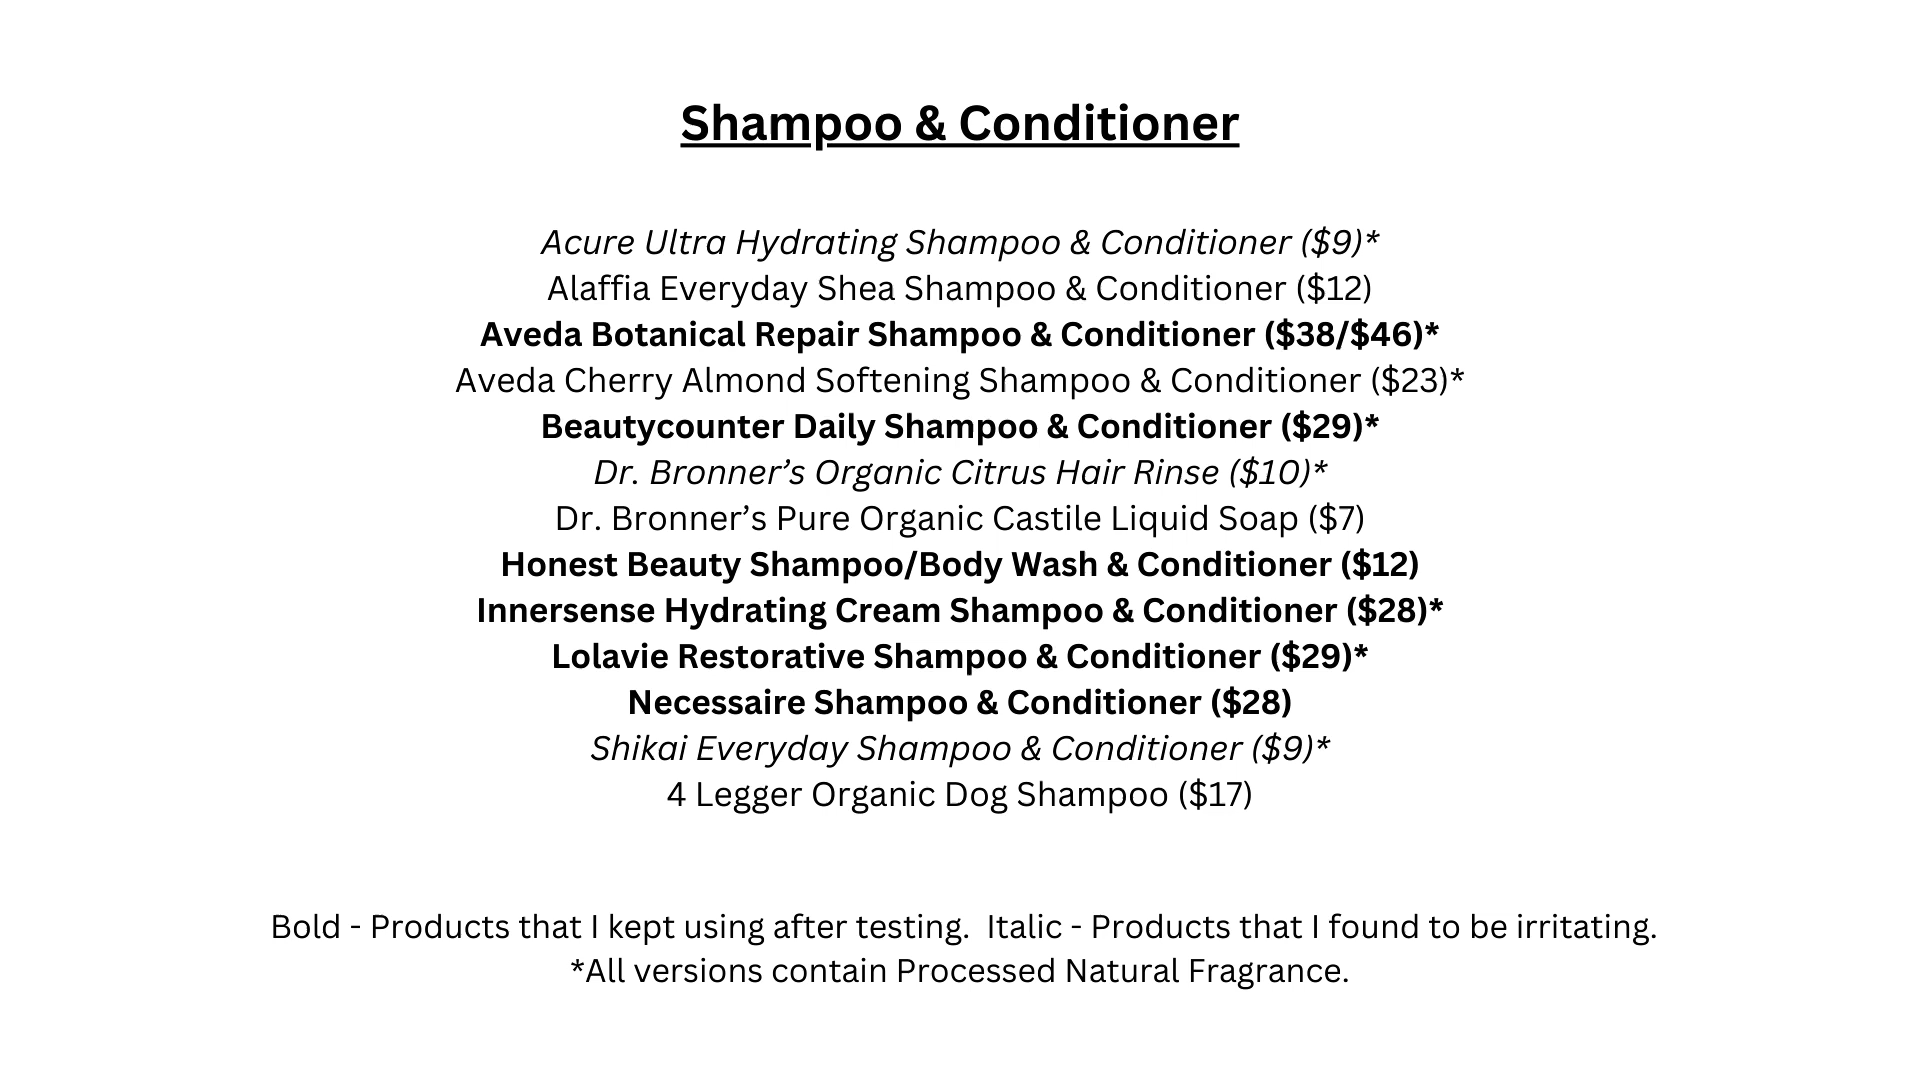 Shampoo & Conditioner
Acure Ultra Hydrating Shampoo & Conditioner ($9)*
Alaffia Everyday Shea Shampoo & Conditioner ($12)
Aveda Botanical Repair Shampoo & Conditioner ($38/$46)*
Aveda Cherry Almond Softening Shampoo & Conditioner ($23)*
Beautycounter Daily Shampoo & Conditioner ($29)*
Dr. Bronner’s Organic Citrus Hair Rinse ($10)*
Dr. Bronner’s Pure Organic Castile Liquid Soap ($7)
Honest Beauty Shampoo/Body Wash & Conditioner ($12)
Innersense Hydrating Cream Shampoo & Conditioner ($28)*
Lolavie Restorative Shampoo & Conditioner ($29)*
Necessaire Shampoo & Conditioner ($28)
Shikai Everyday Shampoo & Conditioner ($9)*
4 Legger Organic Dog Shampoo ($17)
Bold - Products that I kept using after testing.  Italic - Products that I found to be irritating.
*All versions contain Processed Natural Fragrance.